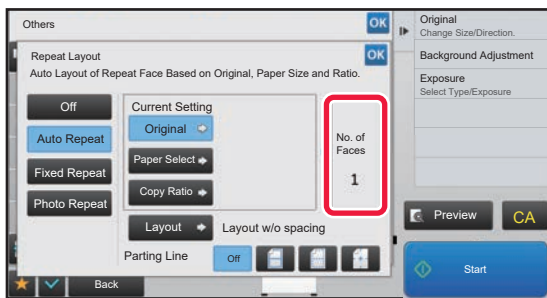 Others
OK
Original
Change Size/Direction.
Repeat Layout
OK
Auto Layout of Repeat Face Based on Original, Paper Size and Ratio.
Background Adjustment
Exposure
Select Type/Exposure
Off
Current Setting
Auto Repeat
Original
No. of
Faces
Fixed Repeat
Paper Select
1
Photo Repeat
Copy Ratio
Layout
Layout w/o spacing
Preview
CA
Parting Line
Off
Start
Back